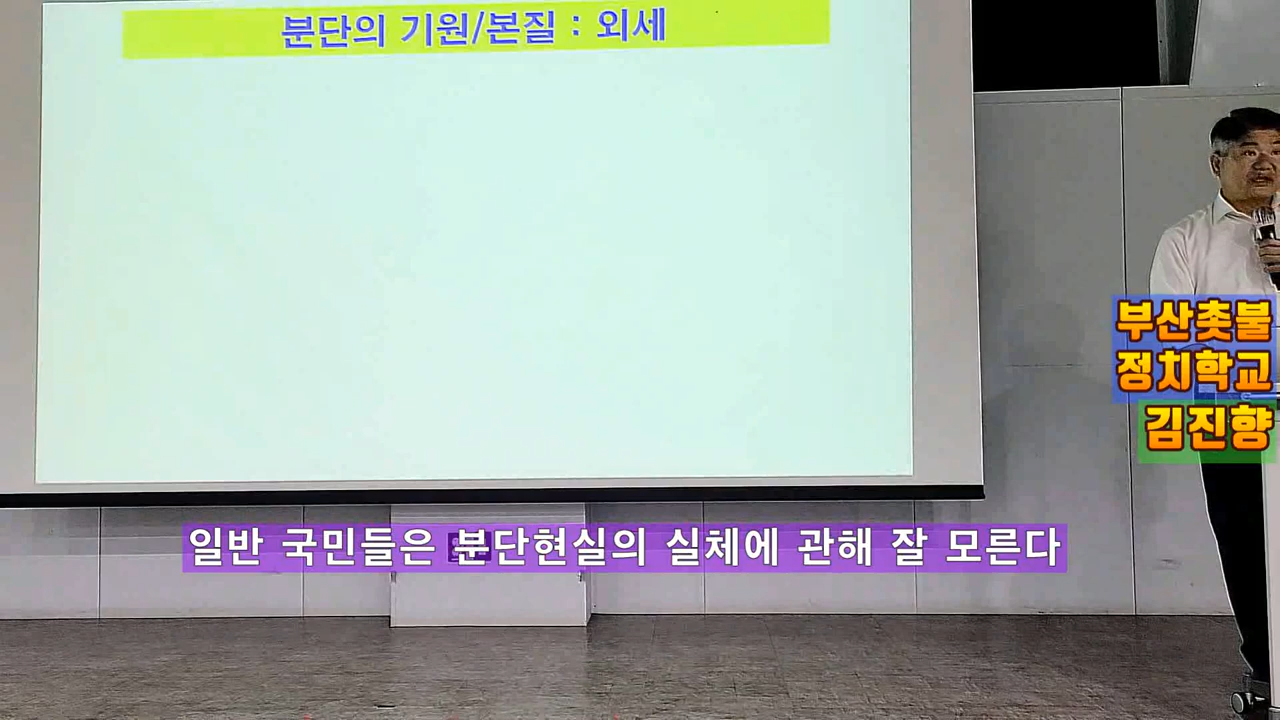 분단의 기원/본질 : 외세
부산촛불
정치학교
김진향
일반 국민들은 분단현실의 실체에 관해 잘 모른다